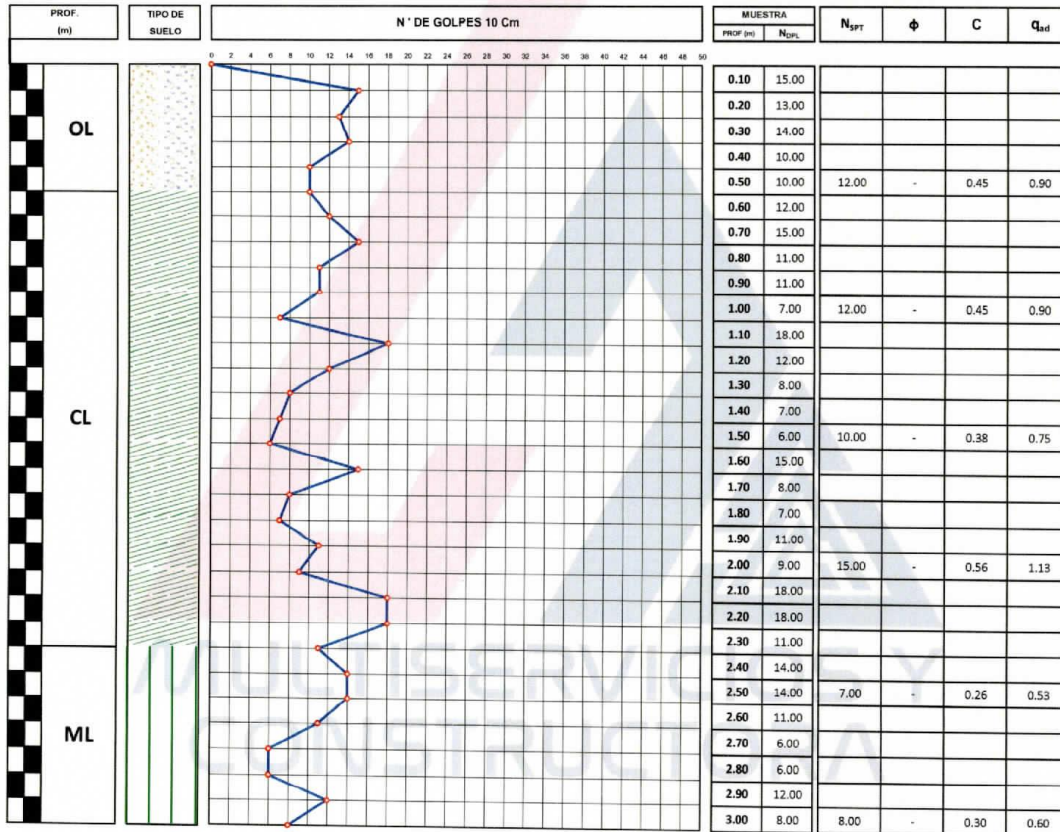 PROF. (m) TIPO DE SUELO N ' DE GOLPES 10 Cm MUESTRA N_SPT ф C q_ad
PROF (m) N_DPL
0 2 4 6 8 10 12 14 16 18 20 22 24 26 28 30 32 34 36 38 40 42 44 46 48 50
OL
CL
ML
0.10 15.00
0.20 13.00
0.30 14.00
0.40 10.00
0.50 10.00 12.00 - 0.45 0.90
0.60 12.00
0.70 15.00
0.80 11.00
0.90 11.00
1.00 7.00 12.00 - 0.45 0.90
1.10 18.00
1.20 12.00
1.30 8.00
1.40 7.00
1.50 6.00 10.00 - 0.38 0.75
1.60 15.00
1.70 8.00
1.80 7.00
1.90 11.00
2.00 9.00 15.00 - 0.56 1.13
2.10 18.00
2.20 18.00
2.30 11.00
2.40 14.00
2.50 14.00 7.00 - 0.26 0.53
2.60 11.00
2.70 6.00
2.80 6.00
2.90 12.00
3.00 8.00 8.00 - 0.30 0.60
MULTISERVICIOS Y
CONSTRUCTORA